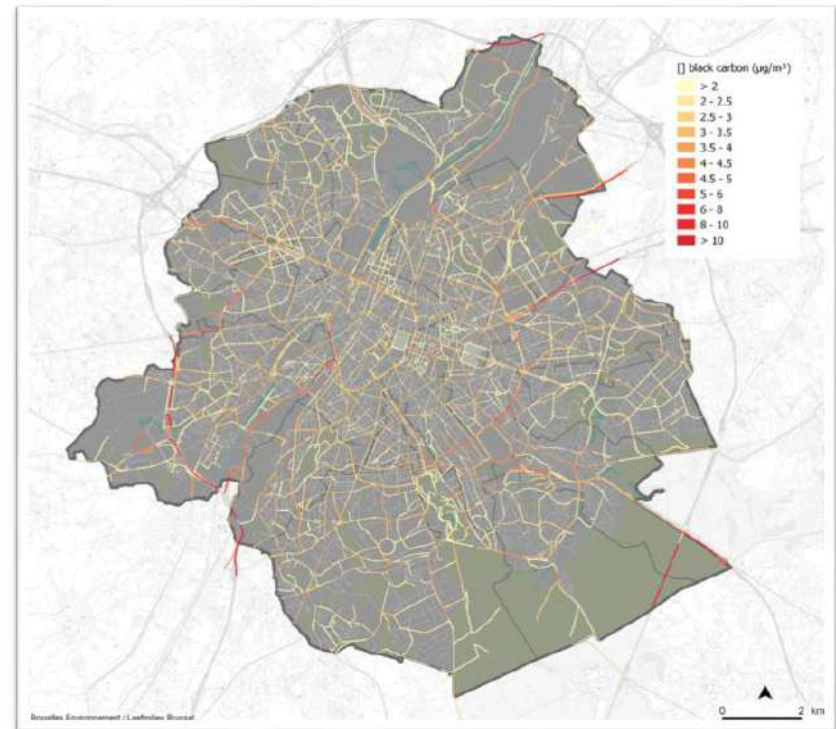 [] black carbon (µg/m³)
> 2
2 - 2.5
2.5 - 3
3 - 3.5
3.5 - 4
4 - 4.5
4.5 - 5
5 - 6
6 - 8
8 - 10
> 10
Bruxelles Environnement / Leefmilieu Brussel
0 2 km